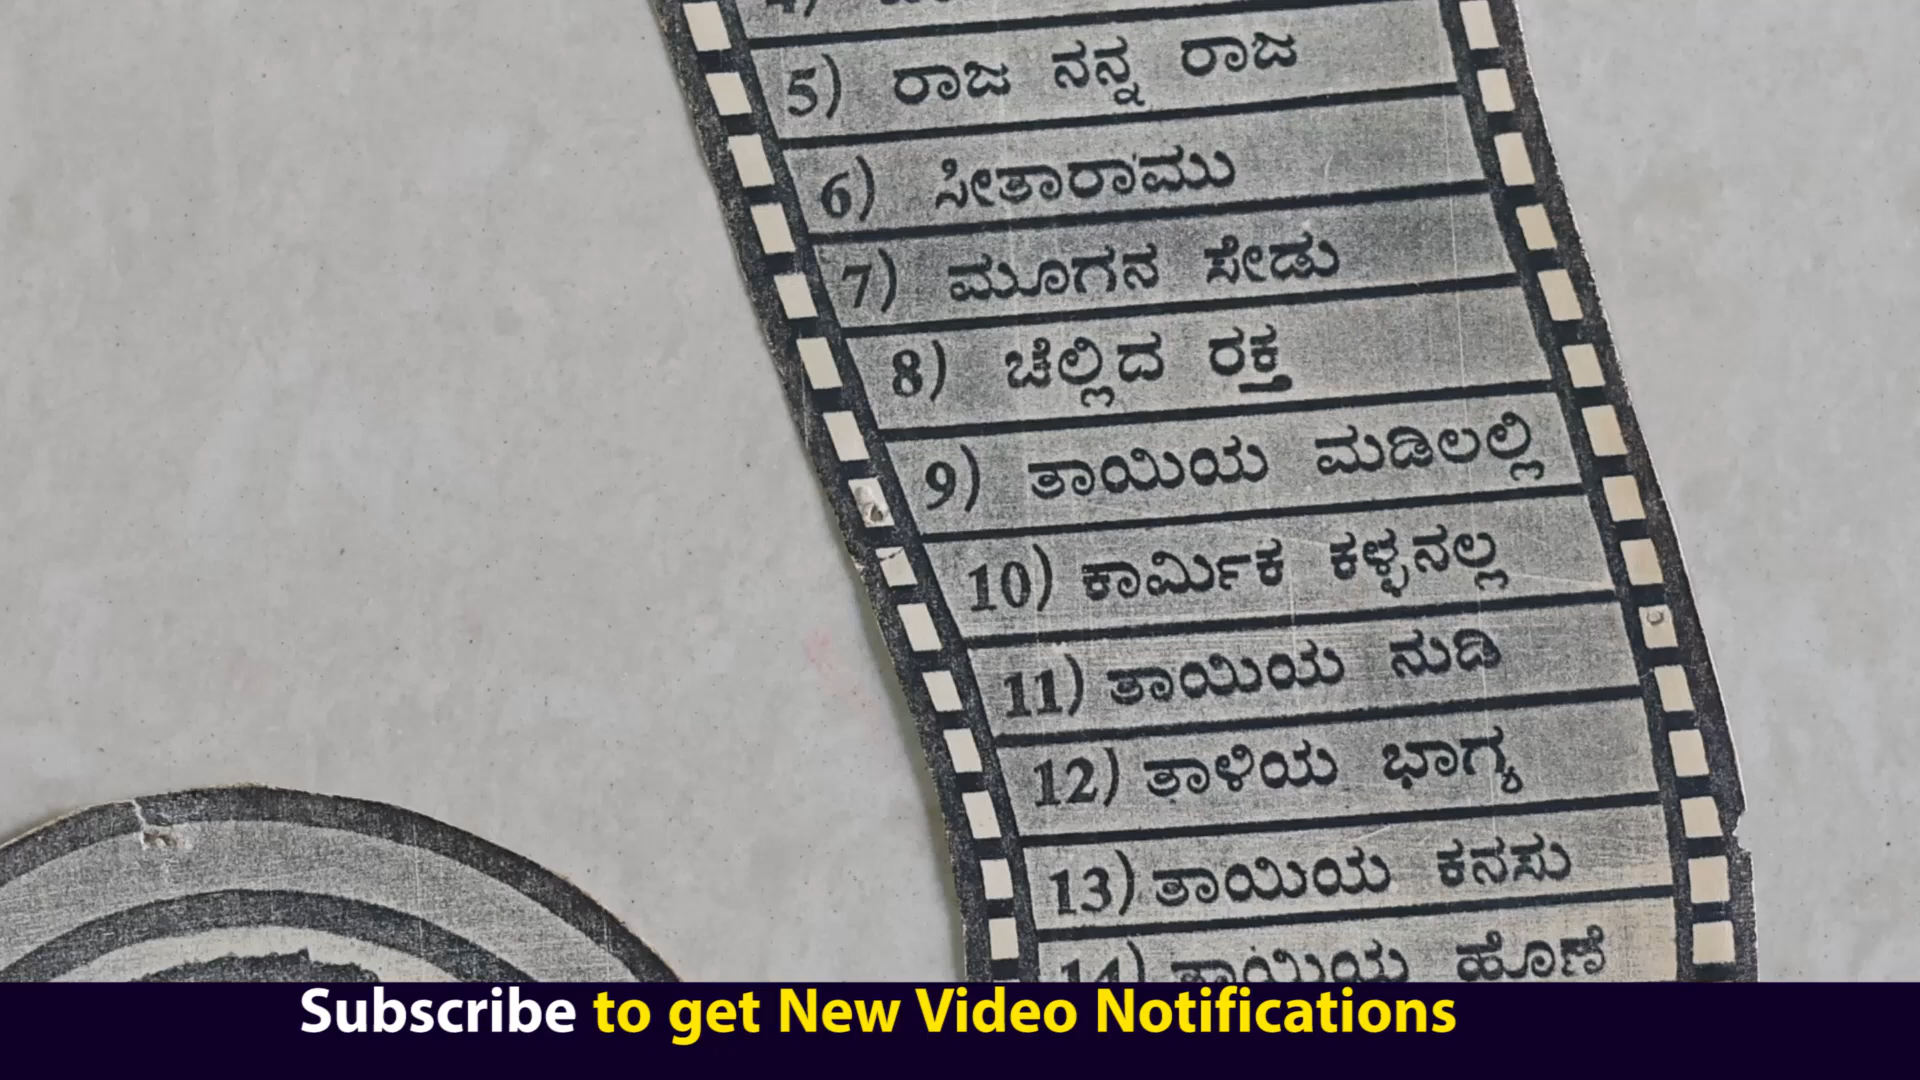 5) ರಾಜ ನನ್ನ ರಾಜ
6) ಸೀತಾರಾಮು
7) ಮೂಗನ ಸೇಡು
8) ಚೆಲ್ಲಿದ ರಕ್ತ
9) ತಾಯಿಯ ಮಡಿಲಲ್ಲಿ
10) ಕಾರ್ಮಿಕ ಕಳ್ಳನಲ್ಲ
11) ತಾಯಿಯ ನುಡಿ
12) ತಾಳಿಯ ಭಾಗ್ಯ
13) ತಾಯಿಯ ಕನಸು
14) ತಾಯಿಯ ಹೊಣೆ
Subscribe to get New Video Notifications